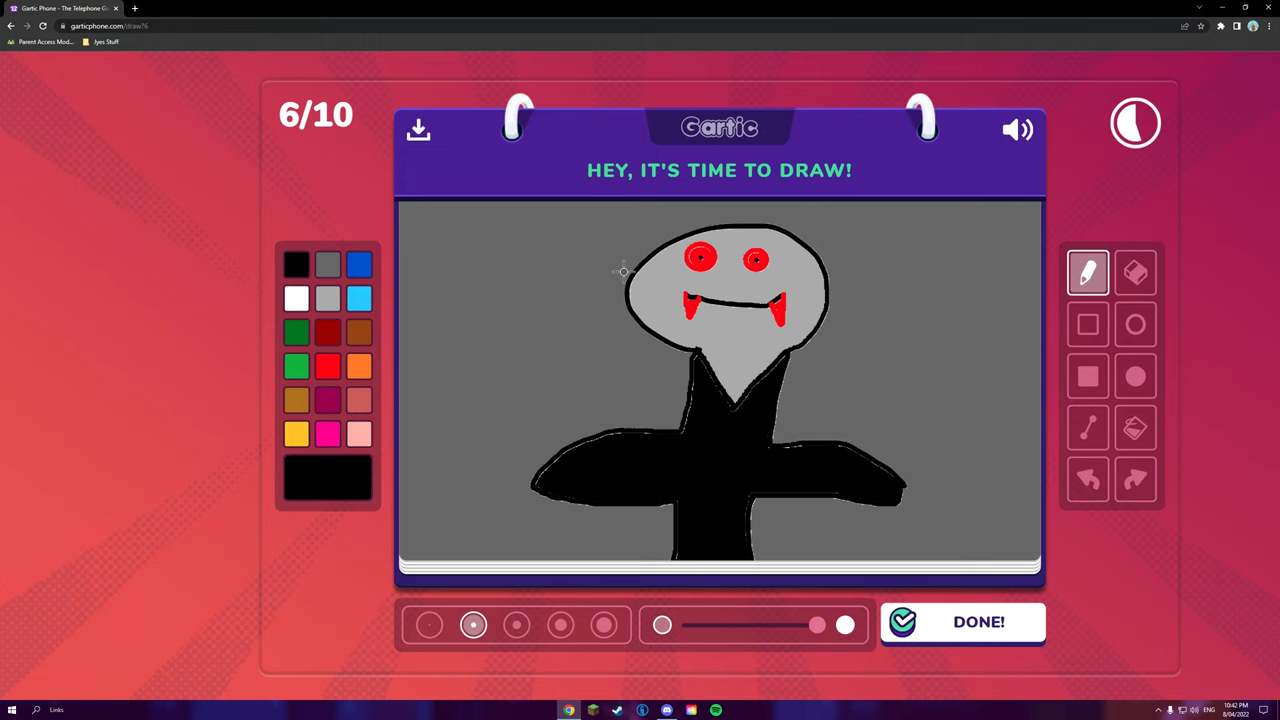 Gartic Phone - The Telephone G
garticphone.com/draw?6
Parent Access Mod...
Jyes Stuff
6/10
Gartic
HEY, IT'S TIME TO DRAW!
DONE!
Links
ENG
10:42 PM
8/04/2022